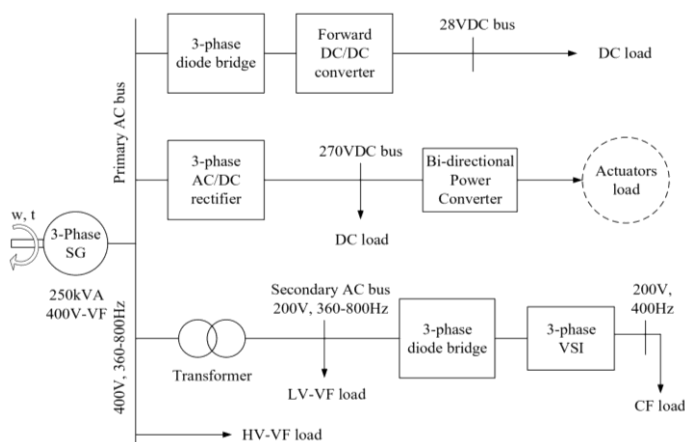 3-phase
diode bridge
Forward
DC/DC
converter
28VDC bus
DC load
Primary AC bus
3-phase
AC/DC
rectifier
270VDC bus
Bi-directional
Power
Converter
Actuators
load
DC load
w, t
3-Phase
SG
250kVA
400V-VF
400V, 360-800Hz
Transformer
Secondary AC bus
200V, 360-800Hz
LV-VF load
3-phase
diode bridge
3-phase
VSI
200V,
400Hz
CF load
HV-VF load